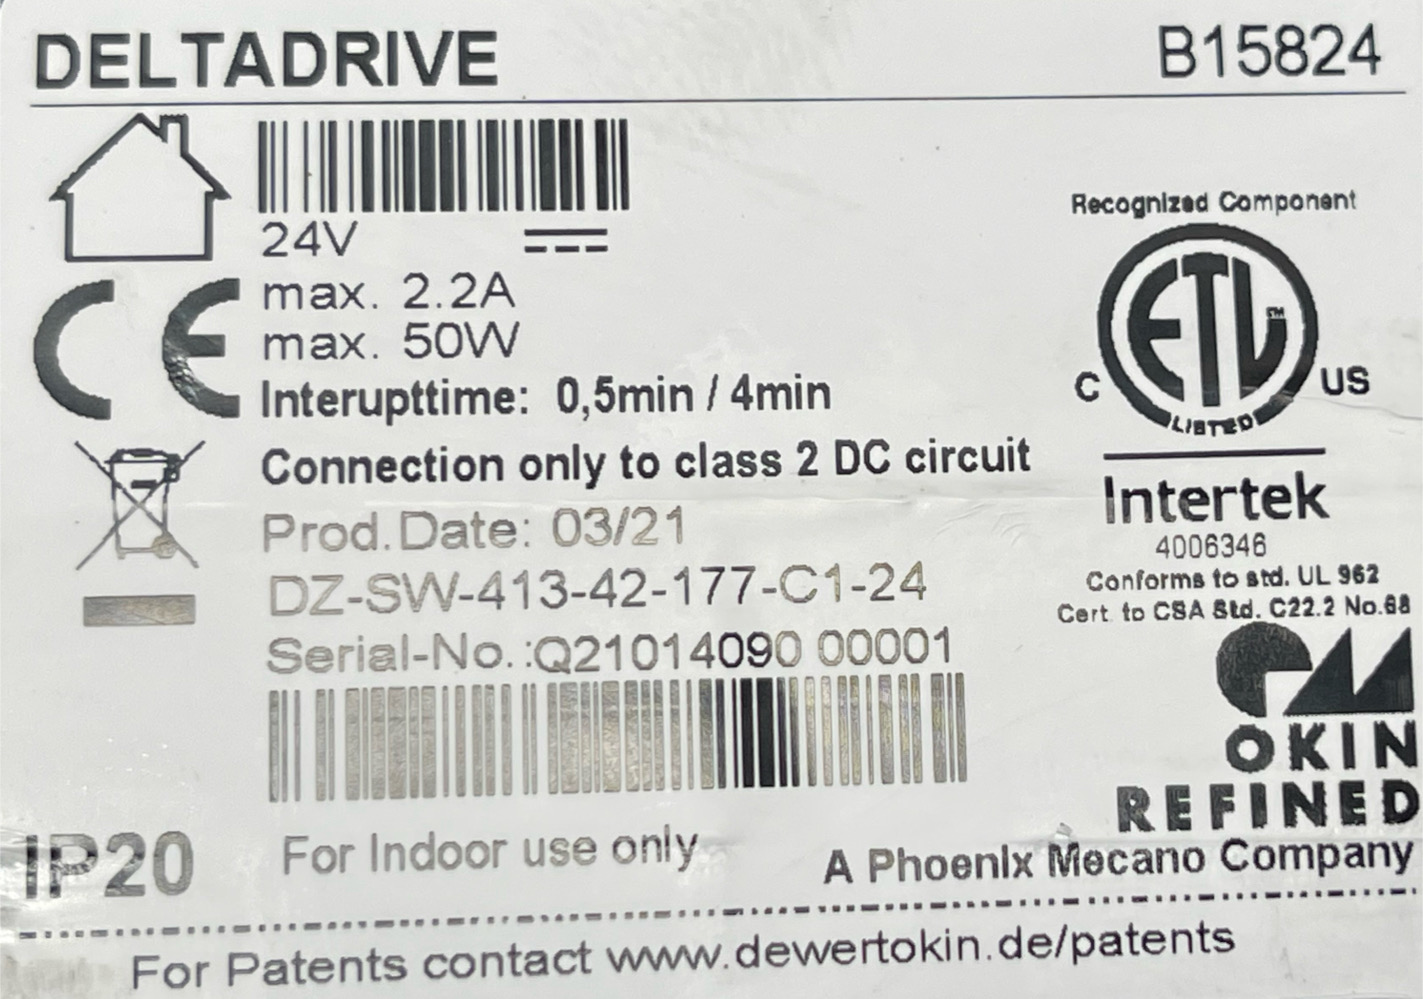 DELTADRIVE B15824
24V
max. 2.2A
max. 50W
Interupttime: 0,5min / 4min
Connection only to class 2 DC circuit
Prod.Date: 03/21
DZ-SW-413-42-177-C1-24
Serial-No.:Q21014090 00001
IP20
For Indoor use only
Recognized Component
ETL
TM
C US
LISTED
Intertek
4006346
Conforms to std. UL 962
Cert. to CSA Std. C22.2 No.68
OKIN
REFINED
A Phoenix Mecano Company
For Patents contact www.dewertokin.de/patents
CE